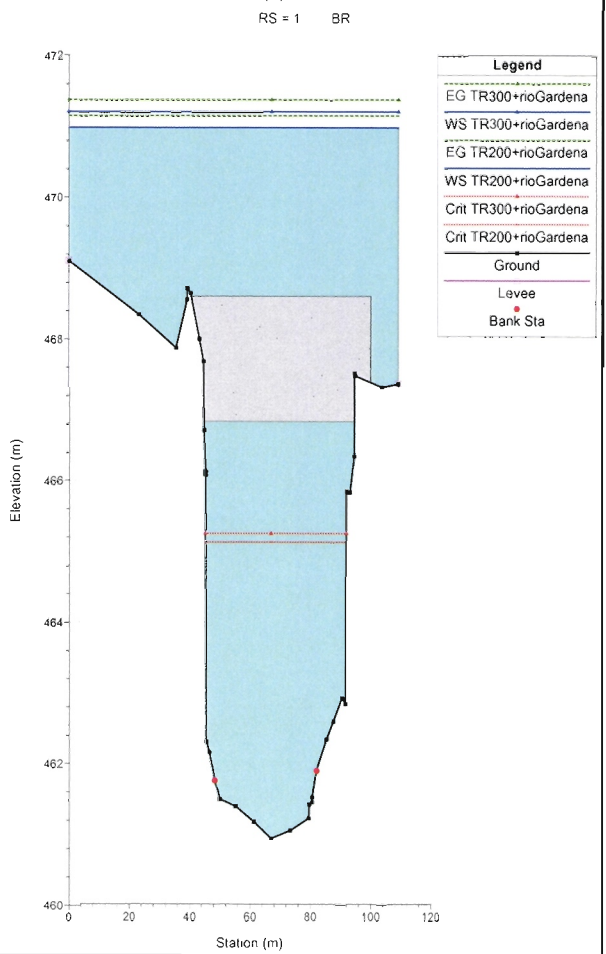 RS = 1 BR
Legend
EG TR300+rioGardena
WS TR300+rioGardena
EG TR200+rioGardena
WS TR200+rioGardena
Crit TR300+rioGardena
Crit TR200+rioGardena
Ground
Levee
Bank Sta
472
470
468
466
464
462
460
Elevation (m)
0 20 40 60 80 100 120
Station (m)